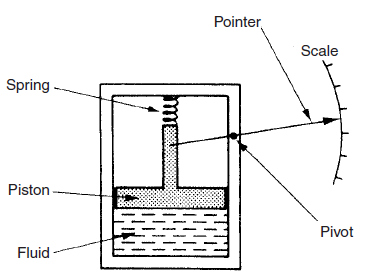 Pointer
Scale
Spring
Piston
Pivot
Fluid